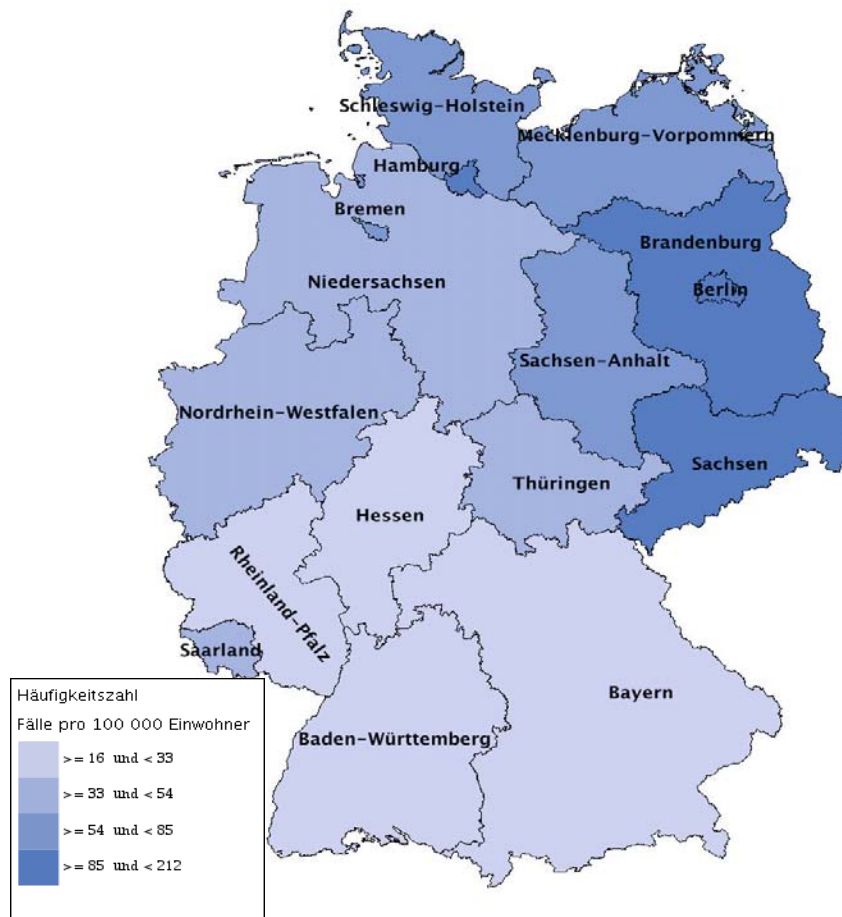 Schleswig-Holstein
Mecklenburg-Vorpommern
Hamburg
Bremen
Brandenburg
Berlin
Niedersachsen
Sachsen-Anhalt
Nordrhein-Westfalen
Sachsen
Thüringen
Hessen
Rheinland-Pfalz
Saarland
Bayern
Baden-Württemberg
Häufigkeitszahl
Fälle pro 100 000 Einwohner
>= 16 und < 33
>= 33 und < 54
>= 54 und < 85
>= 85 und < 212